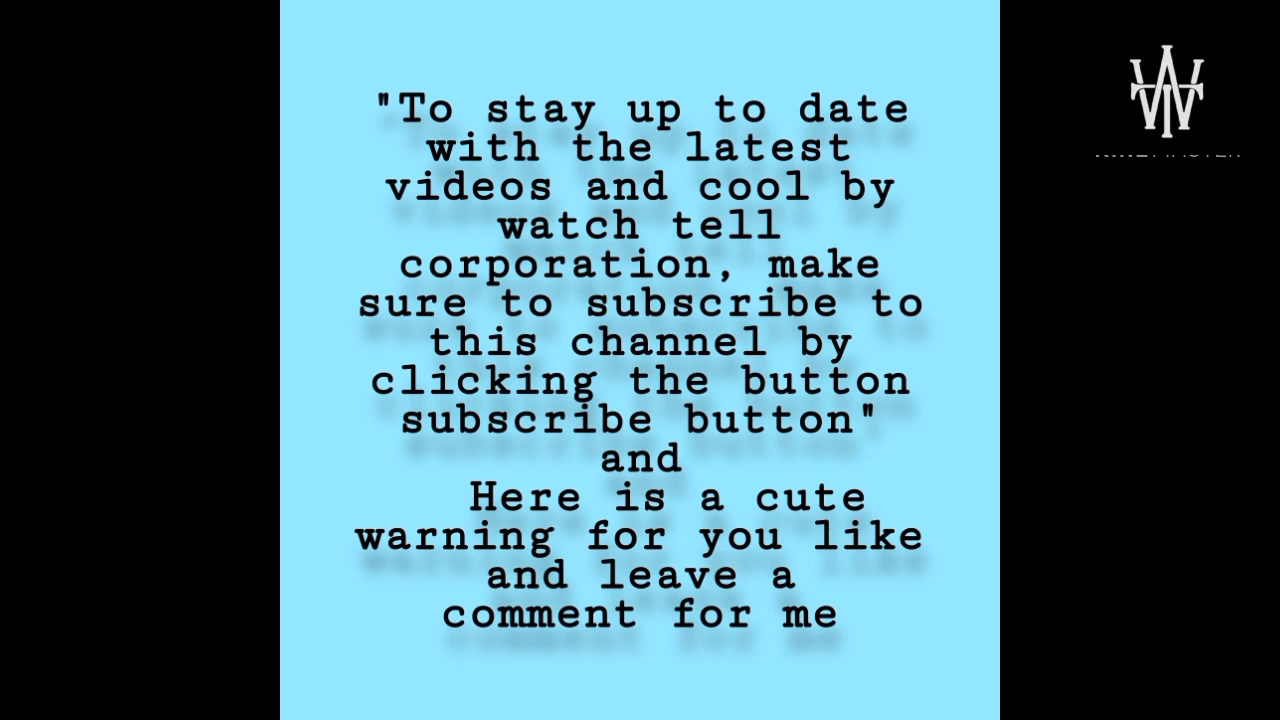 "To stay up to date
with the latest
videos and cool by
watch tell
corporation, make
sure to subscribe to
this channel by
clicking the button
subscribe button"
and
Here is a cute
warning for you like
and leave a
comment for me